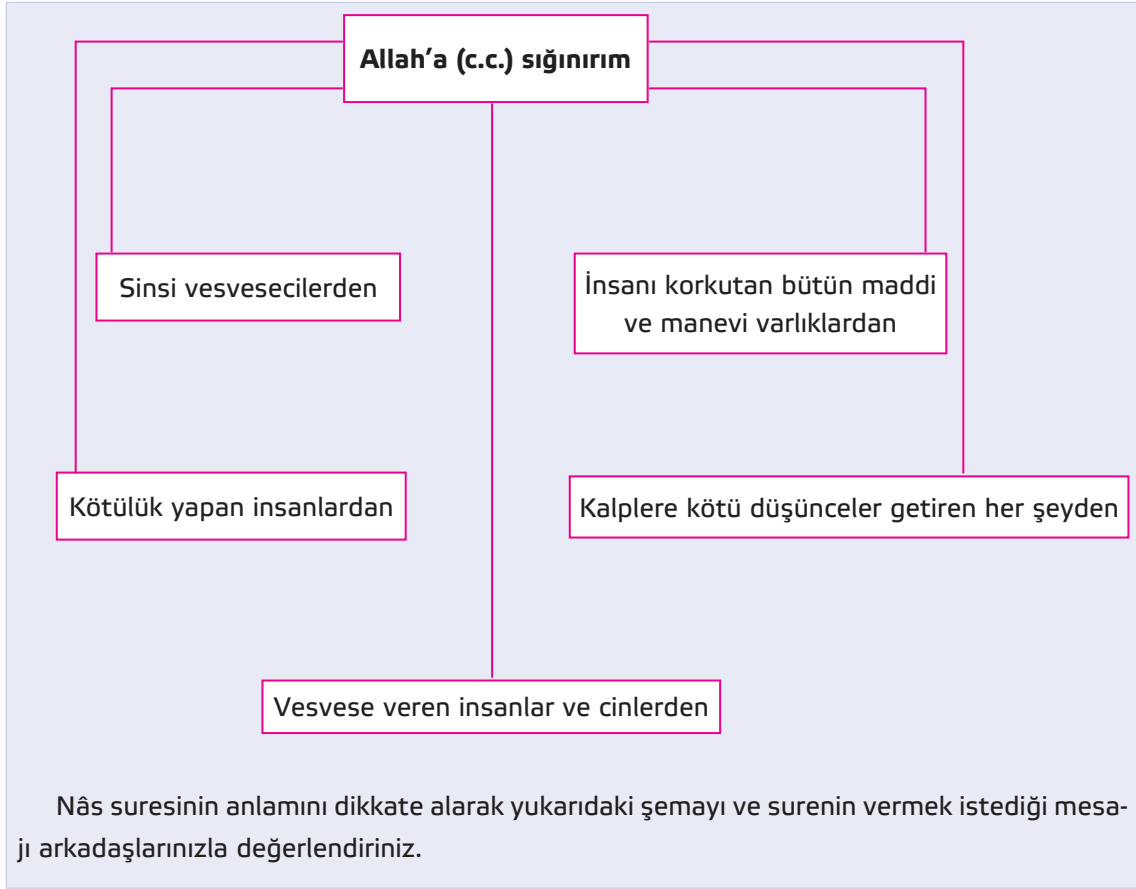 Allah’a (c.c.) sığınırım
Sinsi vesvesecilerden
İnsanı korkutan bütün maddi
ve manevi varlıklardan
Kötülük yapan insanlardan
Kalplere kötü düşünceler getiren her şeyden
Vesvese veren insanlar ve cinlerden
Nâs suresinin anlamını dikkate alarak yukarıdaki şemayı ve surenin vermek istediği mesa-
jı arkadaşlarınızla değerlendiriniz.